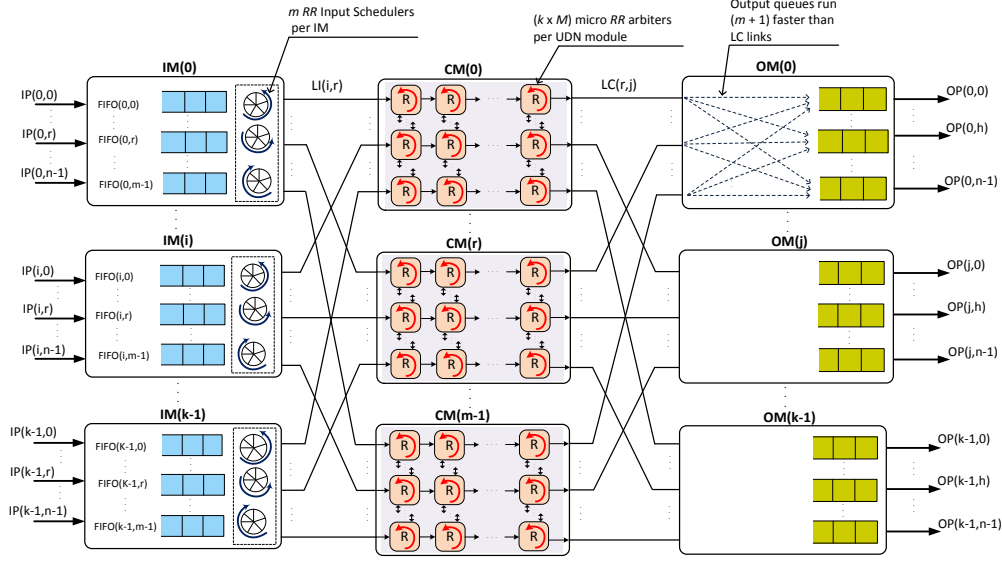 m RR Input Schedulers
per IM
(k x M) micro RR arbiters
per UDN module
Output queues run
(m + 1) faster than
LC links
IM(0)
CM(0)
OM(0)
IP(0,0)
IP(0,r)
IP(0,n-1)
FIFO(0,0)
FIFO(0,r)
FIFO(0,m-1)
LI(i,r)
R R R
R R R
R R R
LC(r,j)
OP(0,0)
OP(0,h)
OP(0,n-1)
IM(i)
CM(r)
OM(j)
IP(i,0)
IP(i,r)
IP(i,n-1)
FIFO(i,0)
FIFO(i,r)
FIFO(i,m-1)
R R R
R R R
R R R
OP(j,0)
OP(j,h)
OP(j,n-1)
IM(k-1)
CM(m-1)
OM(k-1)
IP(k-1,0)
IP(k-1,r)
IP(k-1,n-1)
FIFO(k-1,0)
FIFO(K-1,r)
FIFO(k-1,m-1)
R R R
R R R
R R R
OP(k-1,0)
OP(k-1,h)
OP(k-1,n-1)